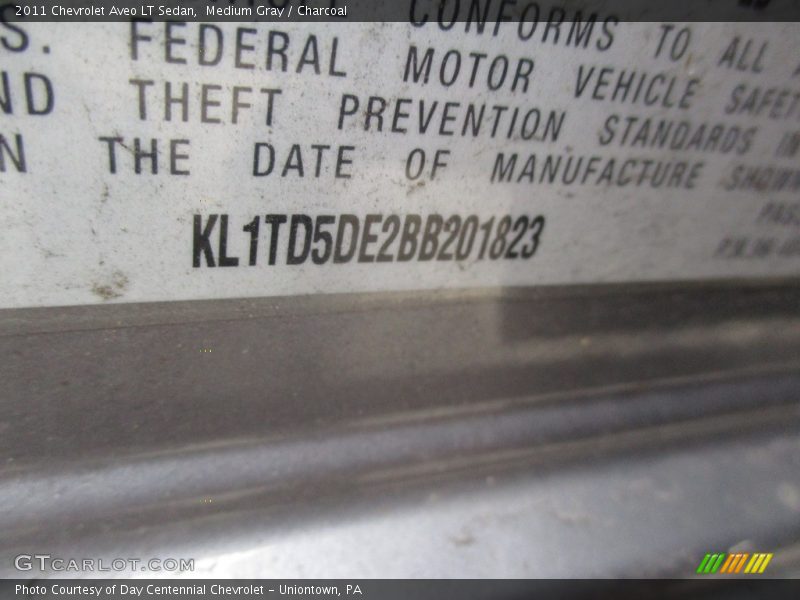 2011 Chevrolet Aveo LT Sedan, Medium Gray / Charcoal
CONFORMS TO ALL
S. FEDERAL MOTOR VEHICLE SAFET
ND THEFT PREVENTION STANDARDS IN
N THE DATE OF MANUFACTURE SHOWN
KL1TD5DE2BB201823
GTCARLOT.COM
Photo Courtesy of Day Centennial Chevrolet - Uniontown, PA